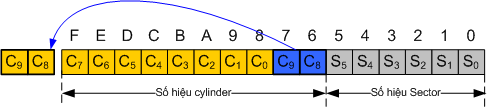 F E D C B A 9 8 7 6 5 4 3 2 1 0
C₉ C₈ C₇ C₆ C₅ C₄ C₃ C₂ C₁ C₀ C₉ C₈ S₅ S₄ S₃ S₂ S₁ S₀
Số hiệu cylinder Số hiệu Sector